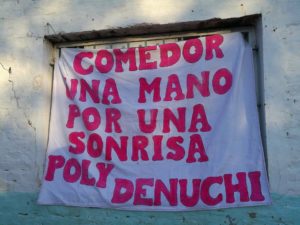 COMEDOR
UNA MANO
POR UNA
SONRISA
POLY DENUCHI